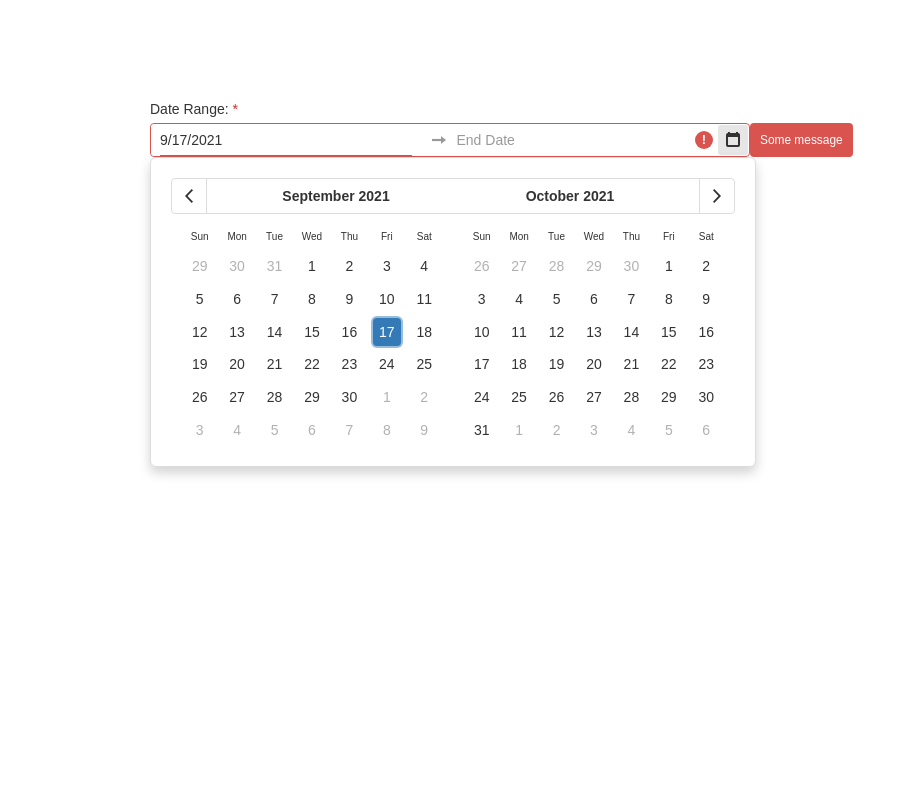 Date Range: *
9/17/2021 End Date ! Some message
September 2021 October 2021
Sun Mon Tue Wed Thu Fri Sat Sun Mon Tue Wed Thu Fri Sat
29 30 31 1 2 3 4 26 27 28 29 30 1 2
5 6 7 8 9 10 11 3 4 5 6 7 8 9
12 13 14 15 16 17 18 10 11 12 13 14 15 16
19 20 21 22 23 24 25 17 18 19 20 21 22 23
26 27 28 29 30 1 2 24 25 26 27 28 29 30
3 4 5 6 7 8 9 31 1 2 3 4 5 6